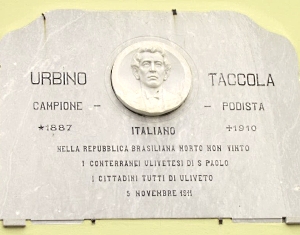 URBINO TACCOLA
CAMPIONE - - PODISTA
*1887 ITALIANO +1910
NELLA REPUBBLICA BRASILIANA MORTO NON VINTO
I CONTERRANEI ULIVETESI DI S PAOLO
I CITTADINI TUTTI DI ULIVETO
5 NOVEMBRE 1911